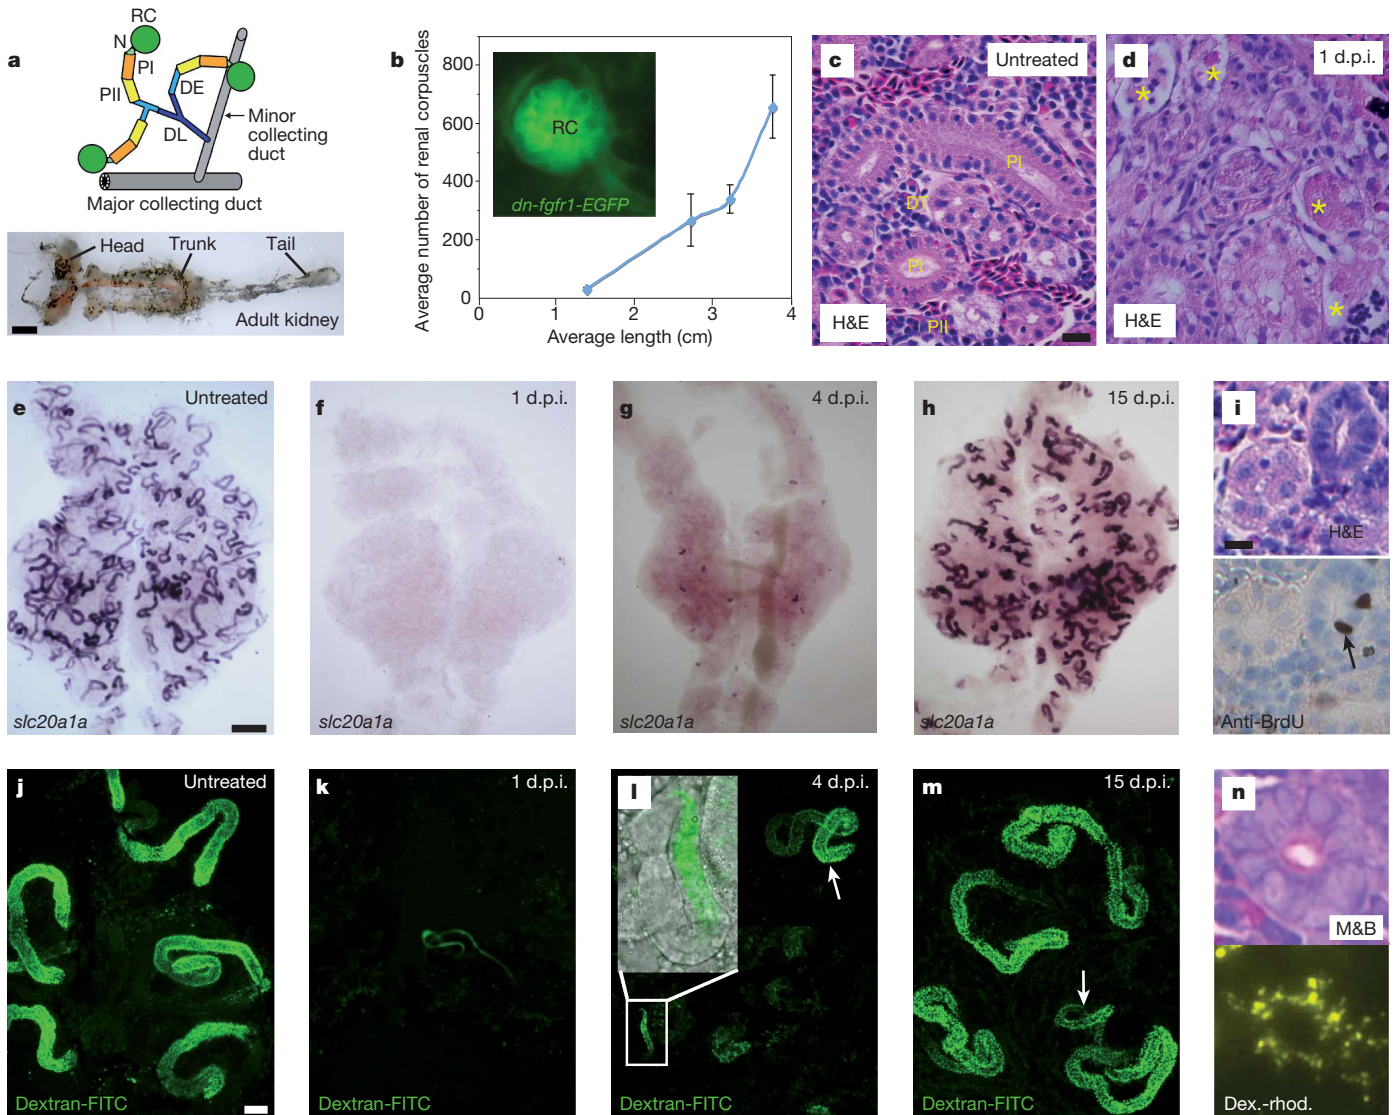 a
RC
N
PI
PII
DE
DL
Minor
collecting
duct
Major collecting duct
Head
Trunk
Tail
Adult kidney
b
Average number of renal corpuscles
800
600
400
200
0
0
1
2
3
4
Average length (cm)
RC
dn-fgfr1-EGFP
c
Untreated
PI
DT
PI
PII
H&E
d
1 d.p.i.
*
*
*
*
H&E
e
Untreated
slc20a1a
f
1 d.p.i.
slc20a1a
g
4 d.p.i.
slc20a1a
h
15 d.p.i.
slc20a1a
i
H&E
Anti-BrdU
j
Untreated
Dextran-FITC
k
1 d.p.i.
Dextran-FITC
l
4 d.p.i.
Dextran-FITC
m
15 d.p.i.
Dextran-FITC
n
M&B
Dex.-rhod.